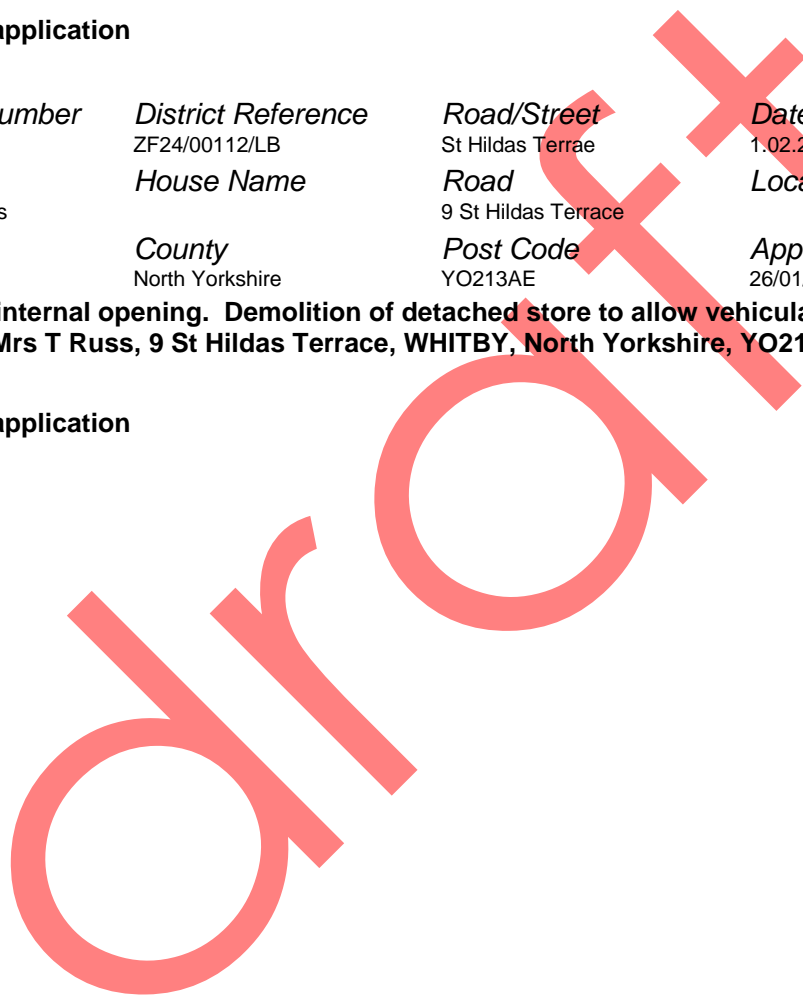 application
umber District Reference Road/Street Date
ZF24/00112/LB St Hildas Terrae 1.02.2
House Name Road Loca
s 9 St Hildas Terrace
County Post Code App
North Yorkshire YO213AE 26/01
internal opening. Demolition of detached store to allow vehicula
Mrs T Russ, 9 St Hildas Terrace, WHITBY, North Yorkshire, YO21
application
draft